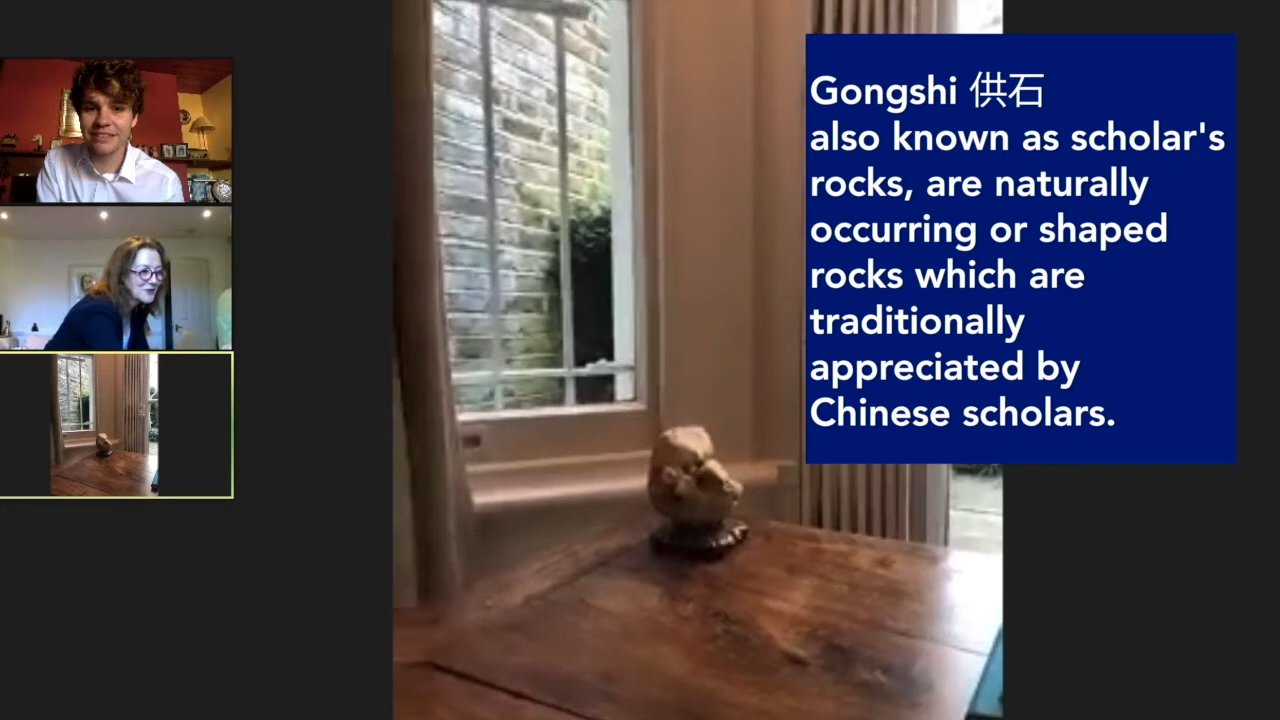 Gongshi 供石
also known as scholar's
rocks, are naturally
occurring or shaped
rocks which are
traditionally
appreciated by
Chinese scholars.